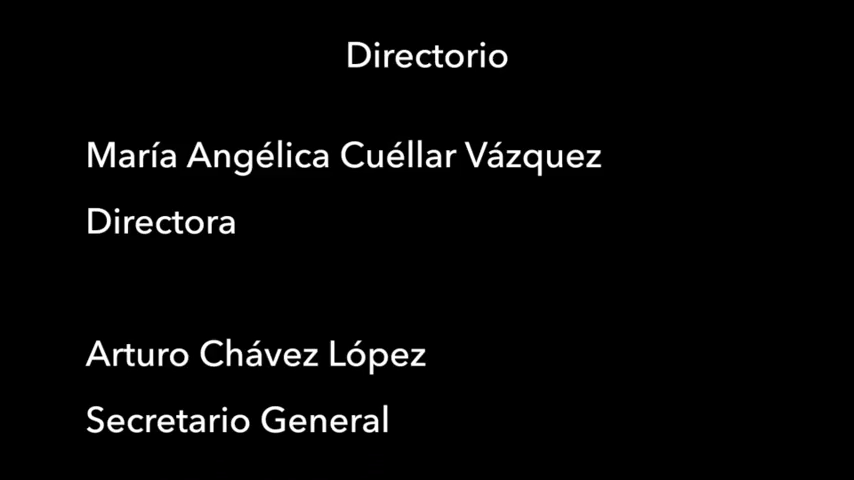 Directorio
María Angélica Cuéllar Vázquez
Directora
Arturo Chávez López
Secretario General